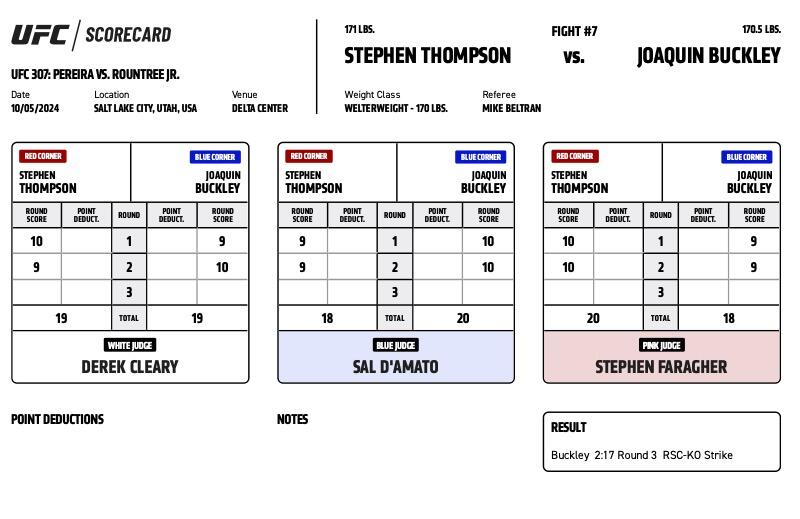 UFC / SCORECARD
UFC 307: PEREIRA VS. ROUNTREE JR.
Date Location Venue
10/05/2024 SALT LAKE CITY, UTAH, USA DELTA CENTER
171 LBS. FIGHT #7 170.5 LBS.
STEPHEN THOMPSON vs. JOAQUIN BUCKLEY
Weight Class Referee
WELTERWEIGHT - 170 LBS. MIKE BELTRAN
RED CORNER BLUE CORNER
STEPHEN JOAQUIN
THOMPSON BUCKLEY
ROUND POINT ROUND POINT ROUND
SCORE DEDUCT. DEDUCT. SCORE
10 1 9
9 2 10
3
19 TOTAL 19
WHITE JUDGE
DEREK CLEARY
RED CORNER BLUE CORNER
STEPHEN JOAQUIN
THOMPSON BUCKLEY
ROUND POINT ROUND POINT ROUND
SCORE DEDUCT. DEDUCT. SCORE
9 1 10
9 2 10
3
18 TOTAL 20
BLUE JUDGE
SAL D'AMATO
RED CORNER BLUE CORNER
STEPHEN JOAQUIN
THOMPSON BUCKLEY
ROUND POINT ROUND POINT ROUND
SCORE DEDUCT. DEDUCT. SCORE
10 1 9
10 2 9
3
20 TOTAL 18
PINK JUDGE
STEPHEN FARAGHER
POINT DEDUCTIONS
NOTES
RESULT
Buckley 2:17 Round 3 RSC-KO Strike